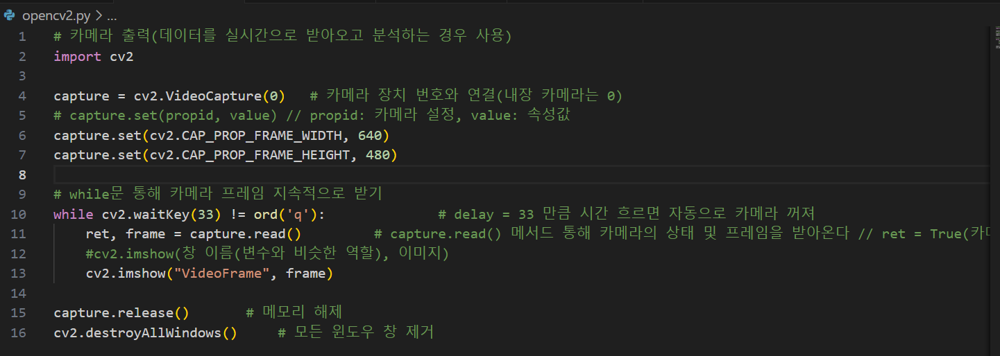 opencv2.py > ...
1 # 카메라 출력(데이터를 실시간으로 받아오고 분석하는 경우 사용)
2 import cv2
3
4 capture = cv2.VideoCapture(0)   # 카메라 장치 번호와 연결(내장 카메라는 0)
5 # capture.set(propid, value) // propid: 카메라 설정, value: 속성값
6 capture.set(cv2.CAP_PROP_FRAME_WIDTH, 640)
7 capture.set(cv2.CAP_PROP_FRAME_HEIGHT, 480)
8
9 # while문 통해 카메라 프레임 지속적으로 받기
10 while cv2.waitKey(33) != ord('q'):              # delay = 33 만큼 시간 흐르면 자동으로 카메라 꺼져
11     ret, frame = capture.read()         # capture.read() 메서드 통해 카메라의 상태 및 프레임을 받아온다 // ret = True(카
12     #cv2.imshow(창 이름(변수와 비슷한 역할), 이미지)
13     cv2.imshow("VideoFrame", frame)
14
15 capture.release()       # 메모리 해제
16 cv2.destroyAllWindows()     # 모든 윈도우 창 제거